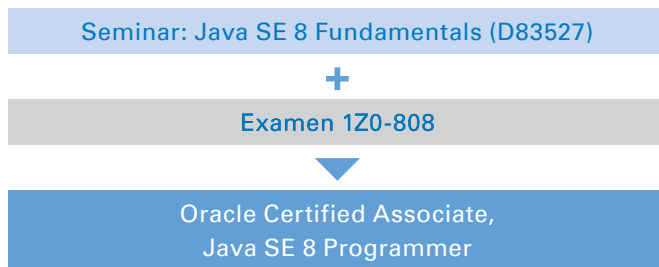 Seminar: Java SE 8 Fundamentals (D83527)
+
Examen 1Z0-808
Oracle Certified Associate,
Java SE 8 Programmer